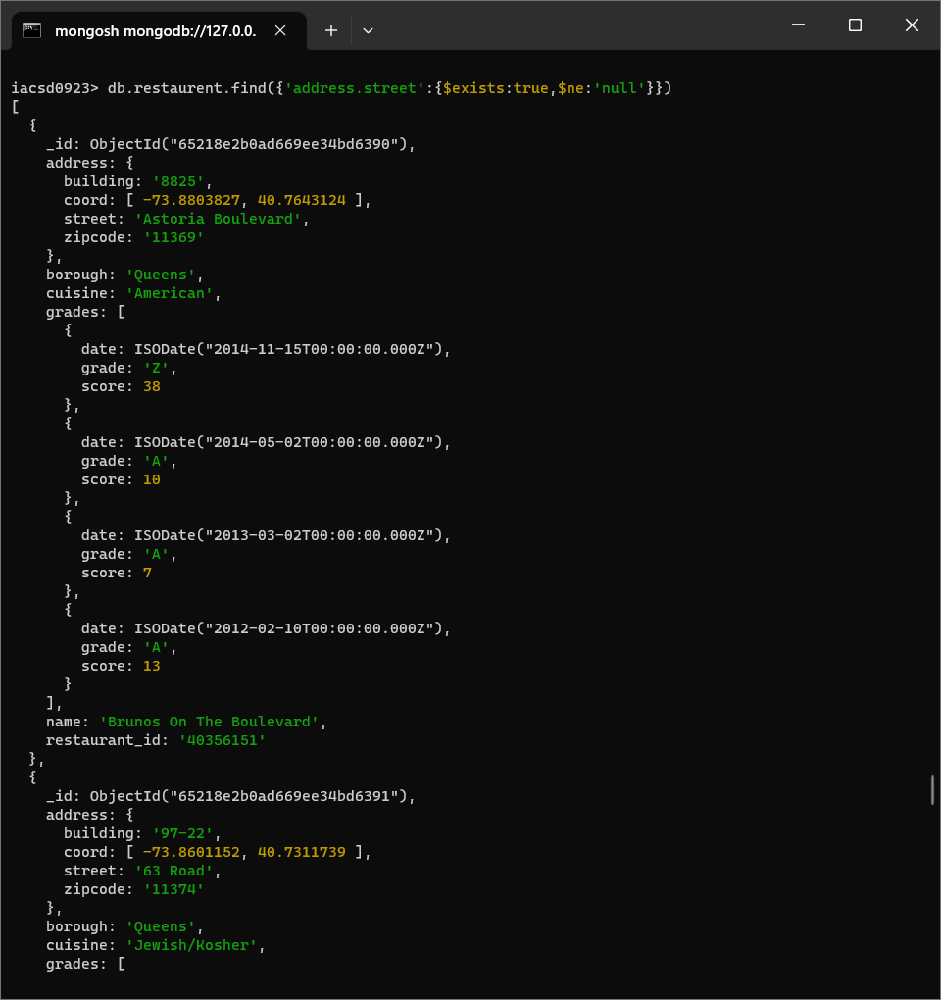 mongosh mongodb://127.0.0.
iacsd0923> db.restaurent.find({'address.street':{$exists:true,$ne:'null'}})
[
  {
    _id: ObjectId("65218e2b0ad669ee34bd6390"),
    address: {
      building: '8825',
      coord: [ -73.8803827, 40.7643124 ],
      street: 'Astoria Boulevard',
      zipcode: '11369'
    },
    borough: 'Queens',
    cuisine: 'American',
    grades: [
      {
        date: ISODate("2014-11-15T00:00:00.000Z"),
        grade: 'Z',
        score: 38
      },
      {
        date: ISODate("2014-05-02T00:00:00.000Z"),
        grade: 'A',
        score: 10
      },
      {
        date: ISODate("2013-03-02T00:00:00.000Z"),
        grade: 'A',
        score: 7
      },
      {
        date: ISODate("2012-02-10T00:00:00.000Z"),
        grade: 'A',
        score: 13
      }
    ],
    name: 'Brunos On The Boulevard',
    restaurant_id: '40356151'
  },
  {
    _id: ObjectId("65218e2b0ad669ee34bd6391"),
    address: {
      building: '97-22',
      coord: [ -73.8601152, 40.7311739 ],
      street: '63 Road',
      zipcode: '11374'
    },
    borough: 'Queens',
    cuisine: 'Jewish/Kosher',
    grades: [